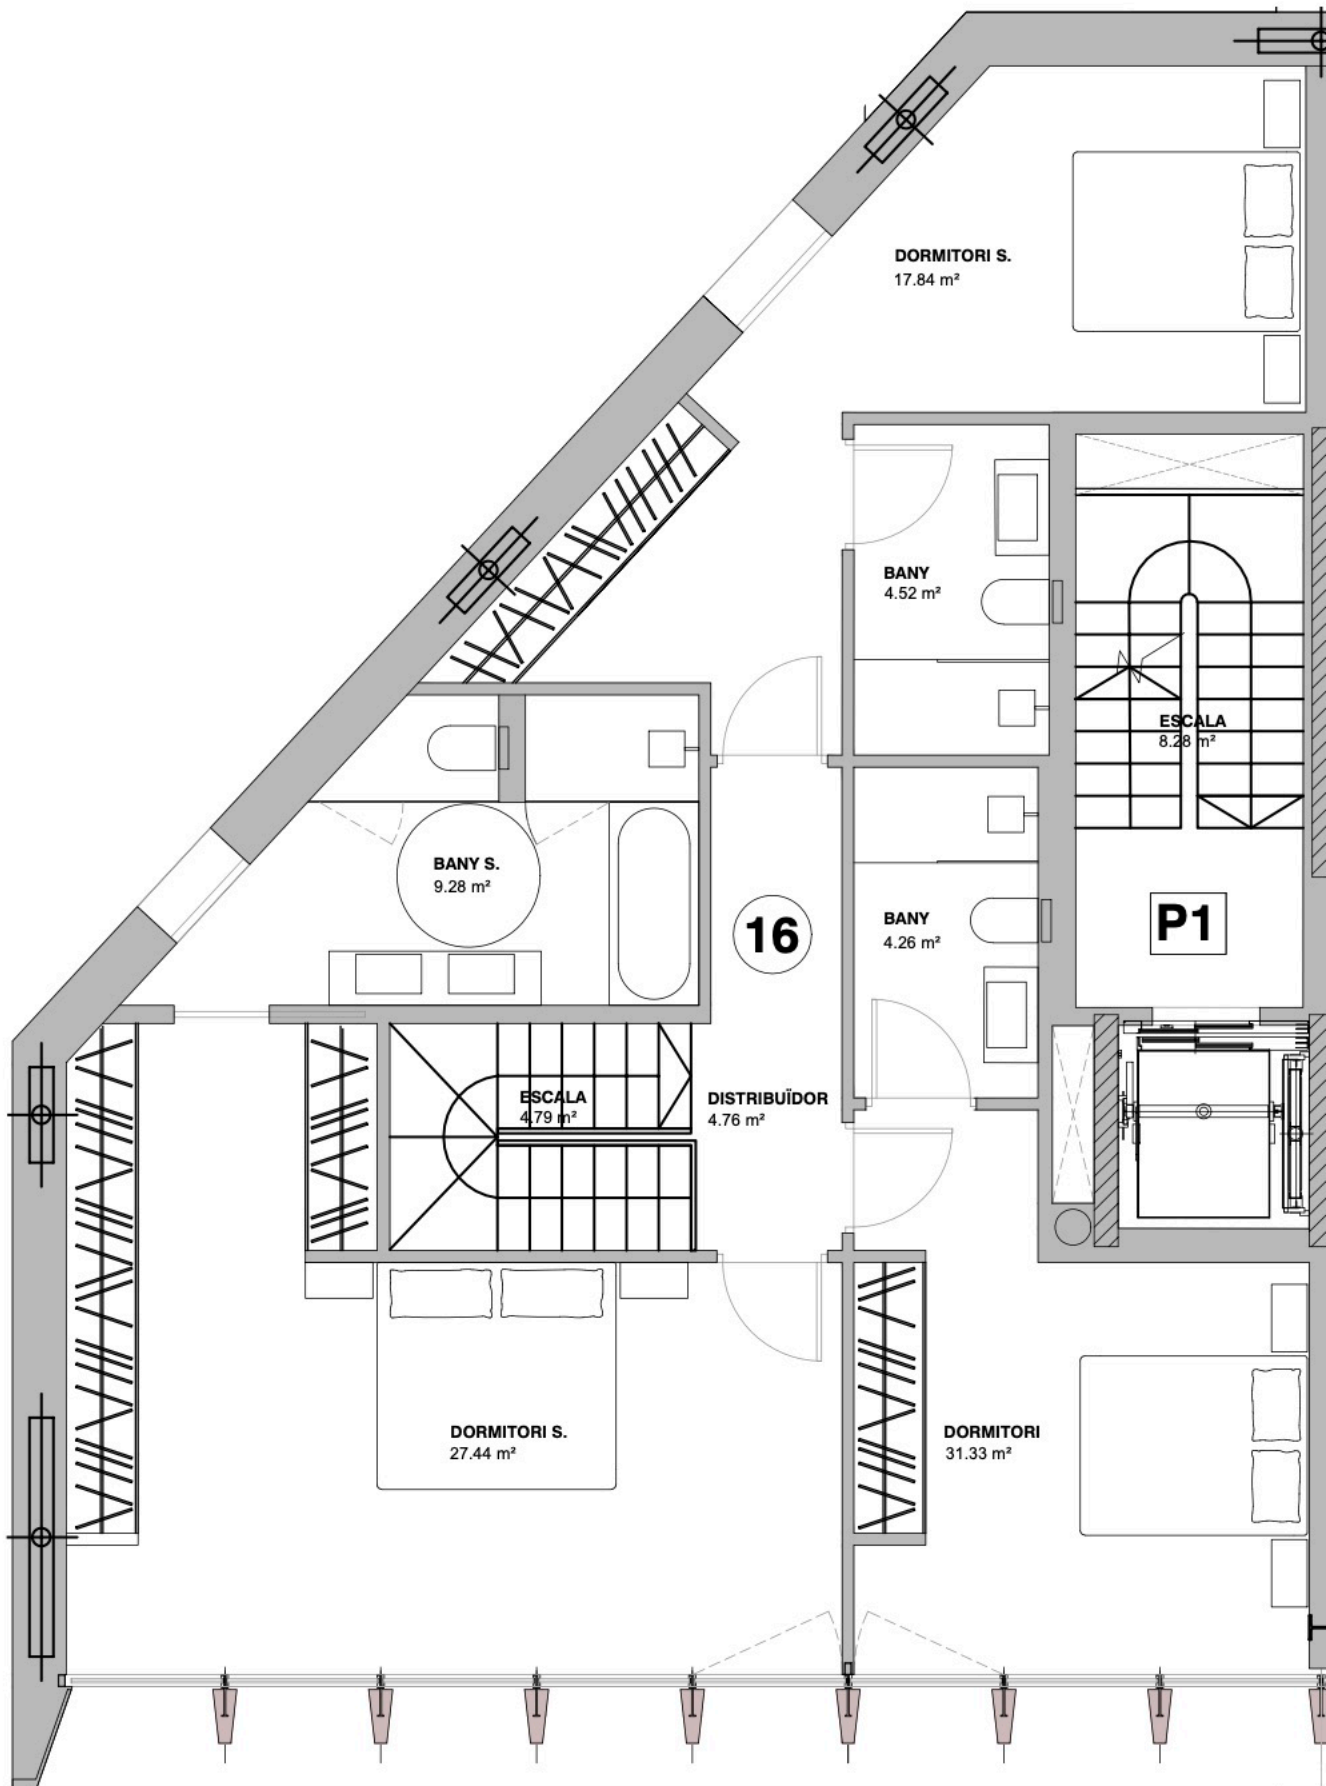 DORMITORI S.
17.84 m²
BANY
4.52 m²
ESCALA
8.28 m²
BANY S.
9.28 m²
16
BANY
4.26 m²
P1
ESCALA
4.79 m²
DISTRIBUÏDOR
4.76 m²
DORMITORI S.
27.44 m²
DORMITORI
31.33 m²